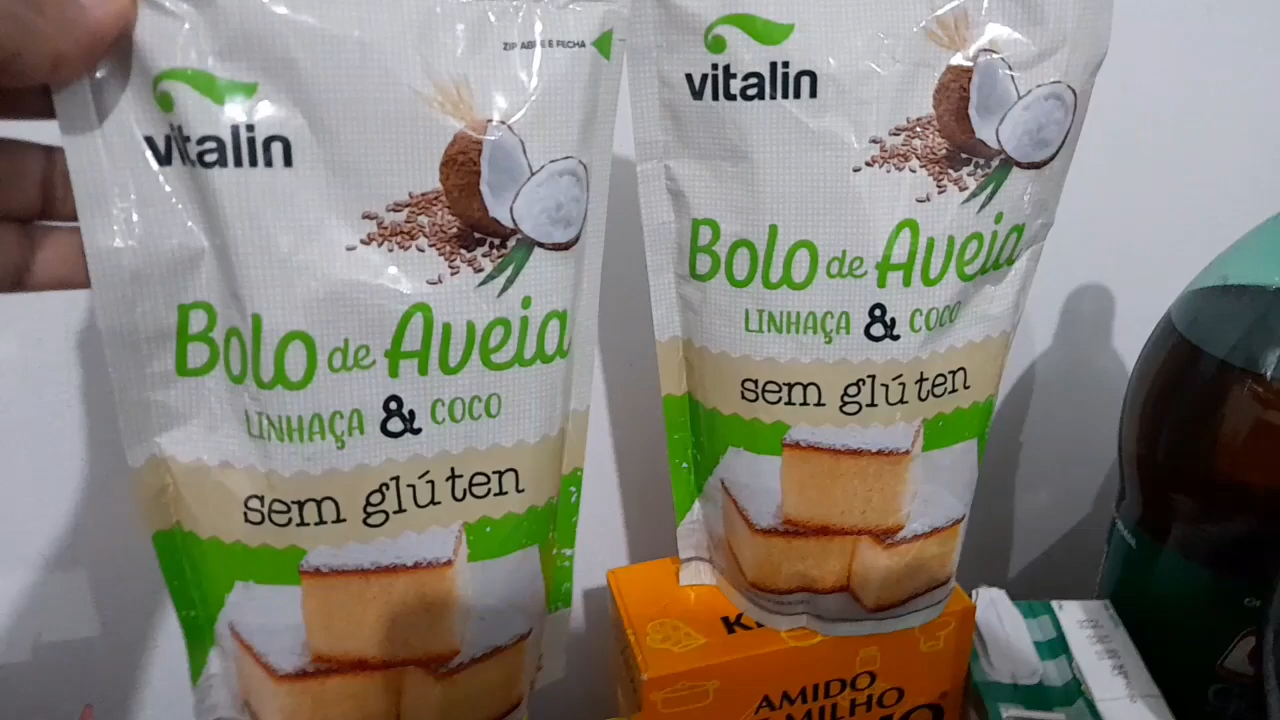 ZIP ABRE E FECHA
vitalin
Bolo de Aveia
LINHAÇA & COCO
sem glúten
vitalin
Bolo de Aveia
LINHAÇA & COCO
sem glúten
AMIDO
MILHO